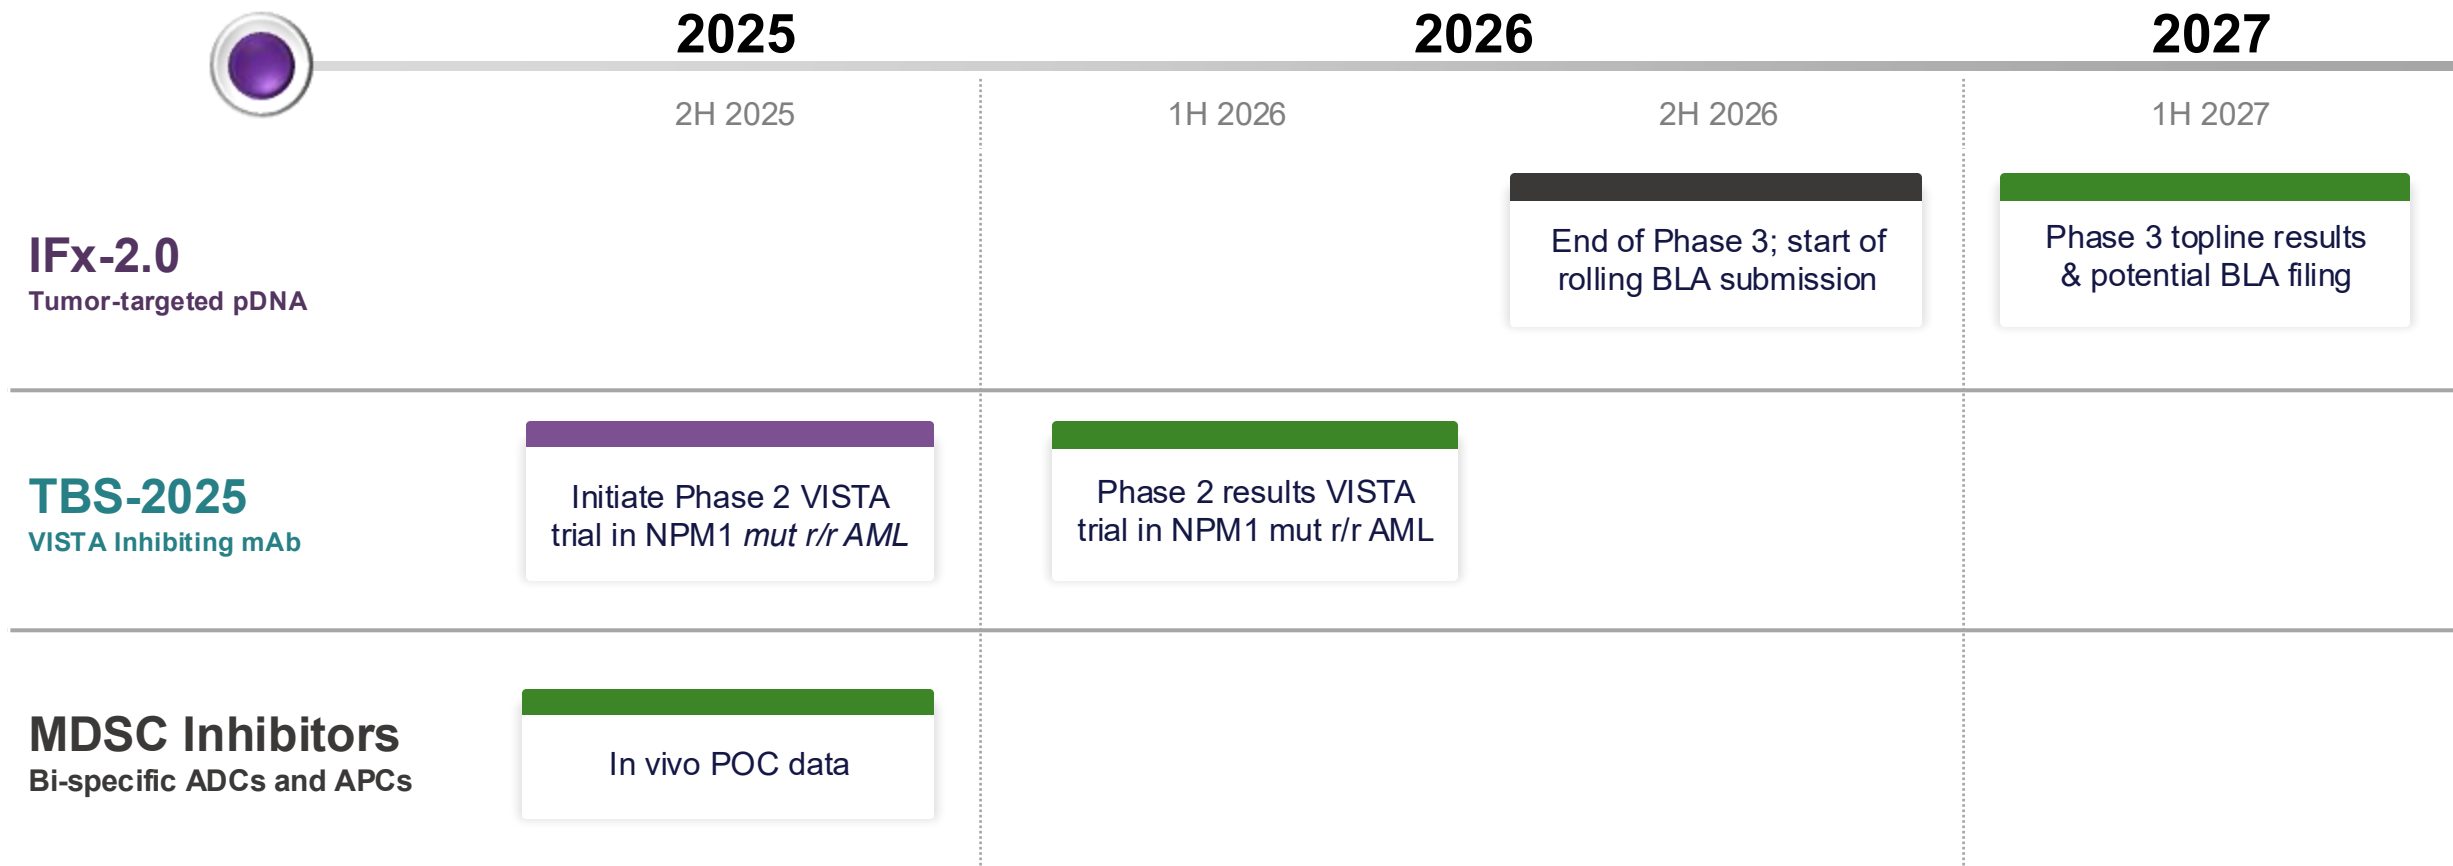 2025
2026
2027
2H 2025
1H 2026
2H 2026
1H 2027
IFx-2.0
Tumor-targeted pDNA
End of Phase 3; start of
rolling BLA submission
Phase 3 topline results
& potential BLA filing
TBS-2025
VISTA Inhibiting mAb
Initiate Phase 2 VISTA
trial in NPM1 mut r/r AML
Phase 2 results VISTA
trial in NPM1 mut r/r AML
MDSC Inhibitors
Bi-specific ADCs and APCs
In vivo POC data